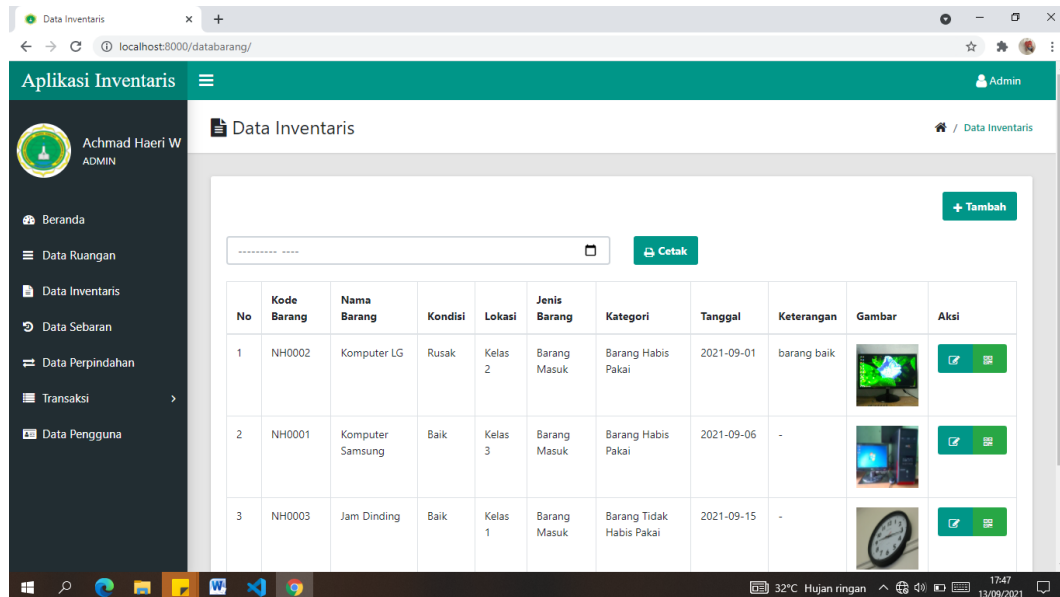 Data Inventaris
localhost:8000/databarang/
Aplikasi Inventaris
Admin
Achmad Haeri W
ADMIN
Data Inventaris
/ Data Inventaris
Beranda
Data Ruangan
Data Inventaris
Data Sebaran
Data Perpindahan
Transaksi
Data Pengguna
+ Tambah
--------- ----
Cetak
No Kode Barang Nama Barang Kondisi Lokasi Jenis Barang Kategori Tanggal Keterangan Gambar Aksi
1 NH0002 Komputer LG Rusak Kelas 2 Barang Masuk Barang Habis Pakai 2021-09-01 barang baik
2 NH0001 Komputer Samsung Baik Kelas 3 Barang Masuk Barang Habis Pakai 2021-09-06 -
3 NH0003 Jam Dinding Baik Kelas 1 Barang Masuk Barang Tidak Habis Pakai 2021-09-15 -
32°C Hujan ringan
17:47
13/09/2021